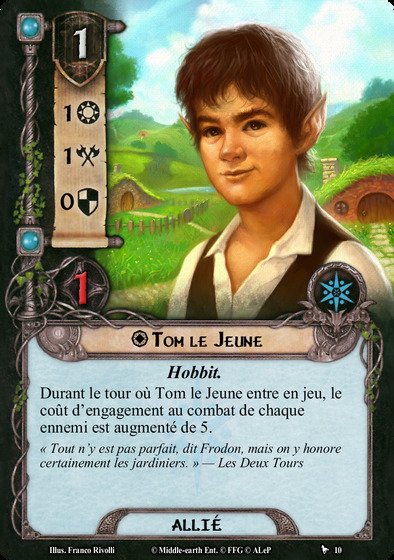 1
1
1
0
1
Tom le Jeune
Hobbit.
Durant le tour où Tom le Jeune entre en jeu, le
coût d'engagement au combat de chaque
ennemi est augmenté de 5.
« Tout n'y est pas parfait, dit Frodon, mais on y honore
certainement les jardiniers. » — Les Deux Tours
ALLIÉ
Illus. Franco Rivolli © Middle-earth Ent. © FFG © ALeP 10